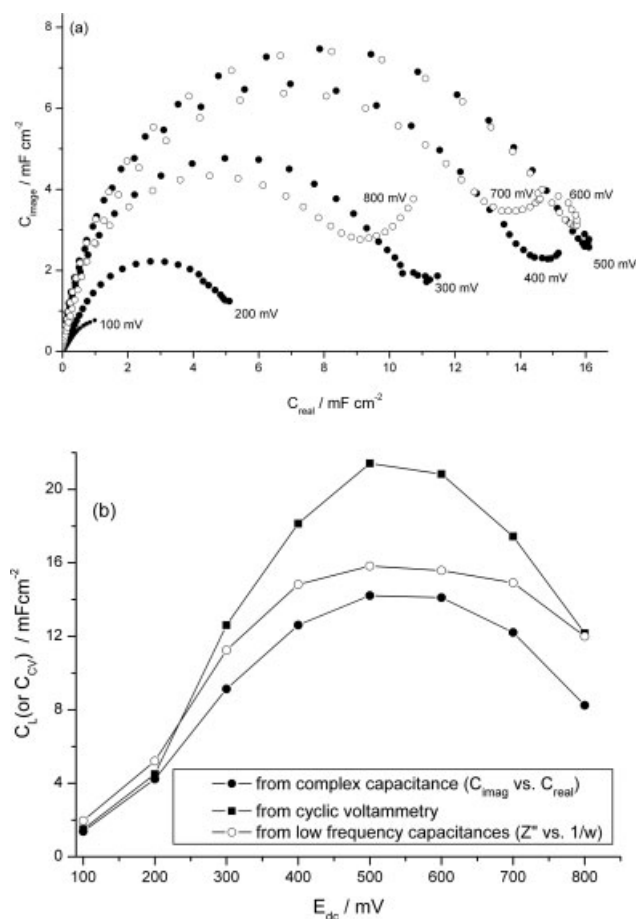 (a)
8
6
4
2
0
C_image / mF cm^-2
800 mV
700 mV
600 mV
500 mV
400 mV
300 mV
200 mV
100 mV
0 2 4 6 8 10 12 14 16
C_real / mF cm^-2
(b)
24
20
16
12
8
4
0
C_L(or C_CV) / mFcm^-2
from complex capacitance (C_imag vs. C_real)
from cyclic voltammetry
from low frequency capacitances (Z" vs. 1/w)
100 200 300 400 500 600 700 800
E_dc / mV